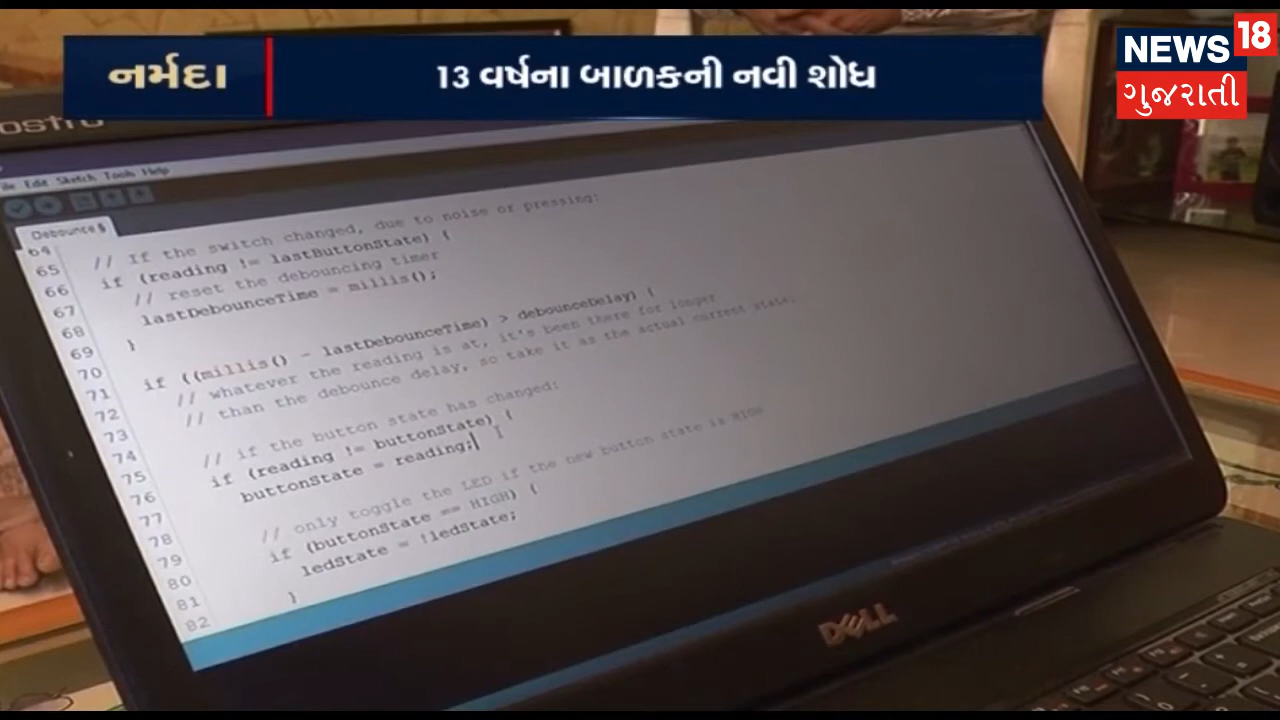 નર્મદા
13 વર્ષના બાળકની નવી શોધ
NEWS 18
ગુજરાતી
Edit Sketch Tools Help
Debounce §
64
65 // If the switch changed, due to noise or pressing:
66 if (reading != lastButtonState) {
67 // reset the debouncing timer
68 lastDebounceTime = millis();
69 }
70
71 if ((millis() - lastDebounceTime) > debounceDelay) {
72 // whatever the reading is at, it's been there for longer
73 // than the debounce delay, so take it as the actual current state:
74
75 // if the button state has changed:
76 if (reading != buttonState) {
77 buttonState = reading;
78
79 // only toggle the LED if the new button state is HIGH
80 if (buttonState == HIGH) {
81 ledState = !ledState;
82 }
DELL